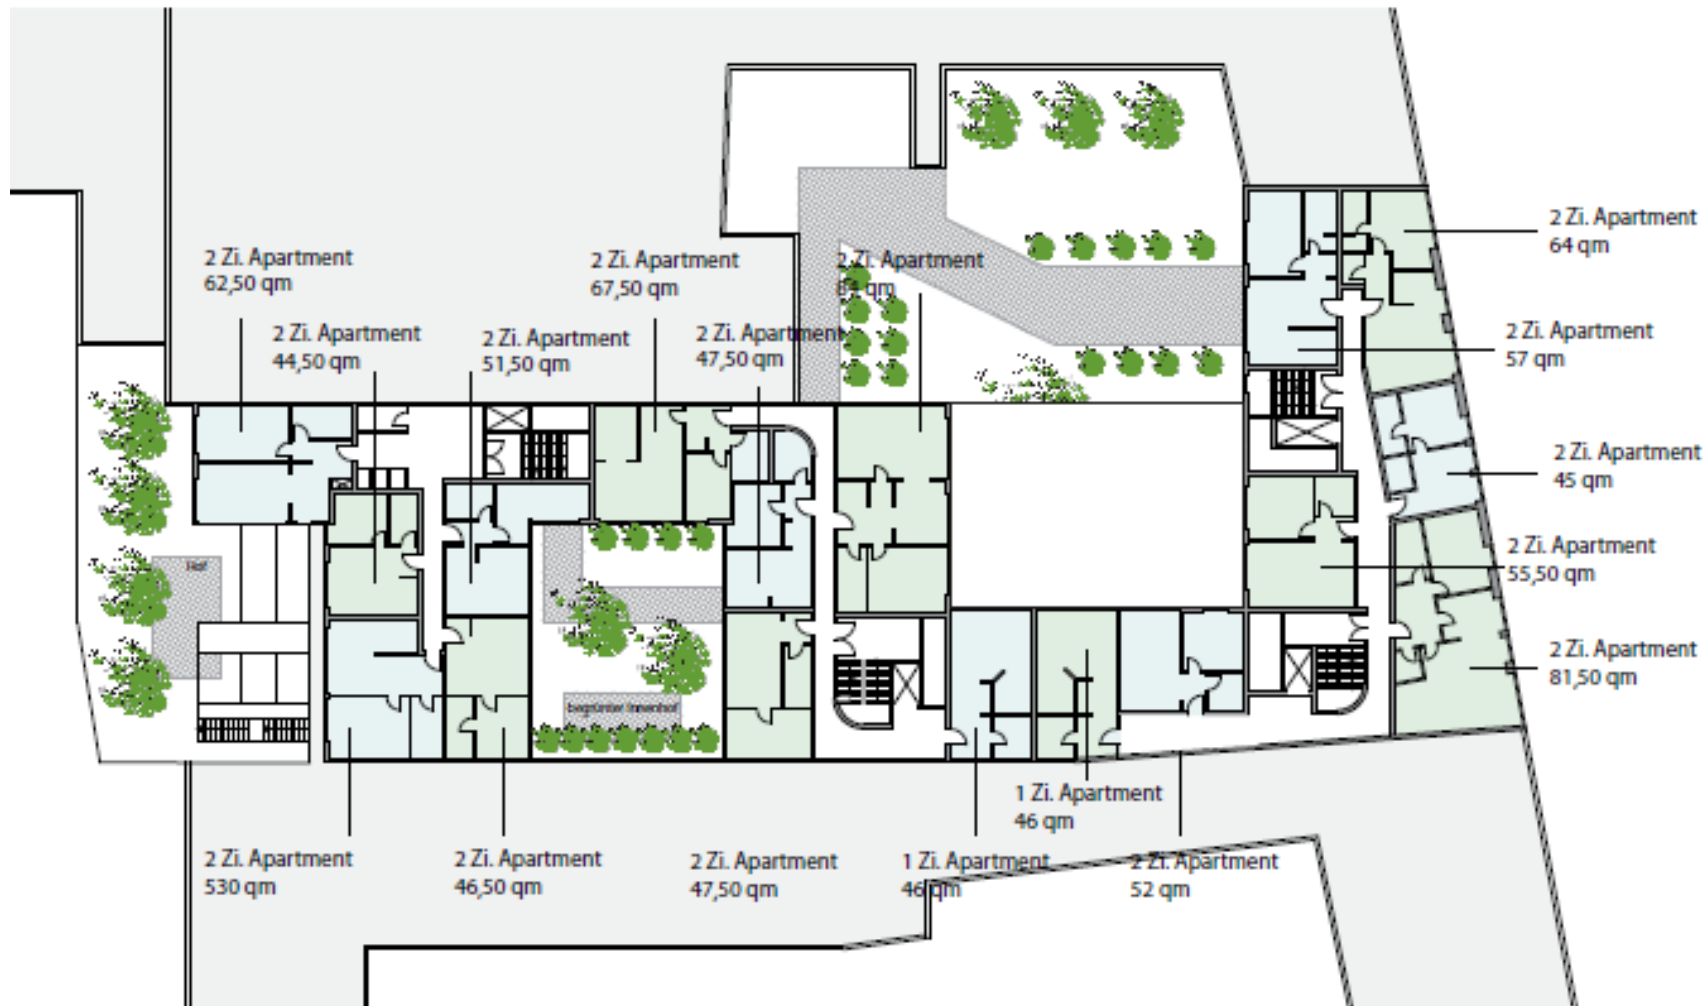 2 Zi. Apartment
64 qm
2 Zi. Apartment
62,50 qm
2 Zi. Apartment
67,50 qm
2 Zi. Apartment
84 qm
2 Zi. Apartment
44,50 qm
2 Zi. Apartment
51,50 qm
2 Zi. Apartment
47,50 qm
2 Zi. Apartment
57 qm
2 Zi. Apartment
45 qm
2 Zi. Apartment
55,50 qm
Hof
2 Zi. Apartment
81,50 qm
begrünter Innenhof
1 Zi. Apartment
46 qm
2 Zi. Apartment
530 qm
2 Zi. Apartment
46,50 qm
2 Zi. Apartment
47,50 qm
1 Zi. Apartment
46 qm
2 Zi. Apartment
52 qm